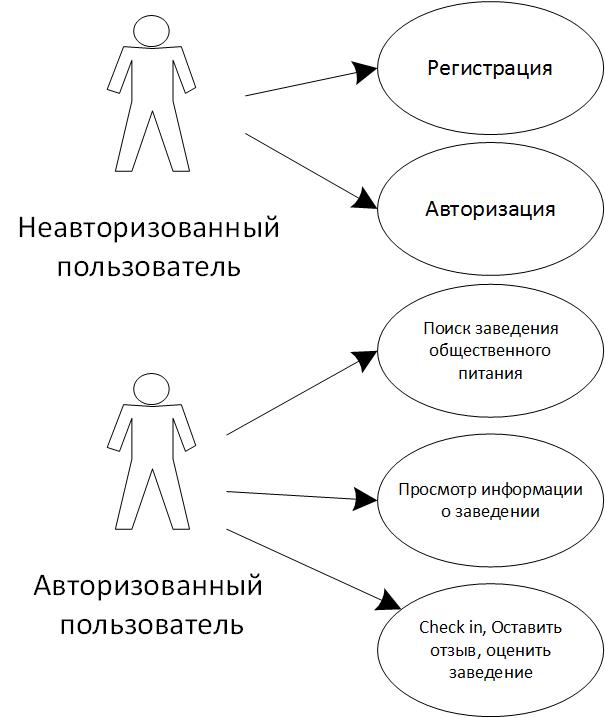 Регистрация
Неавторизованный
пользователь
Авторизация
Поиск заведения
общественного
питания
Авторизованный
пользователь
Просмотр информации
о заведении
Check in, Оставить
отзыв, оценить
заведение